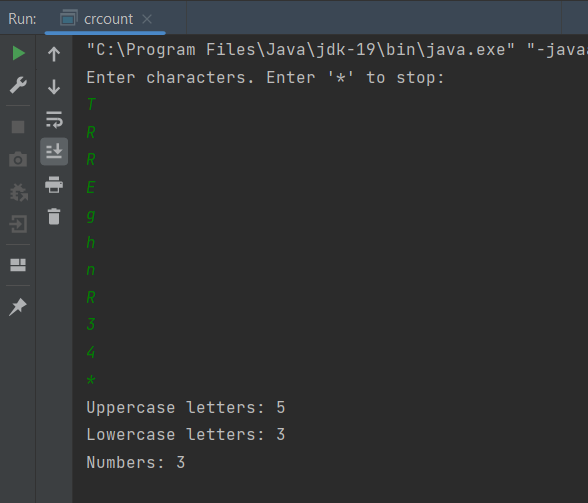 Run: crcount
"C:\Program Files\Java\jdk-19\bin\java.exe" "-java
Enter characters. Enter '*' to stop:
T
R
R
E
g
h
n
R
3
4
*
Uppercase letters: 5
Lowercase letters: 3
Numbers: 3